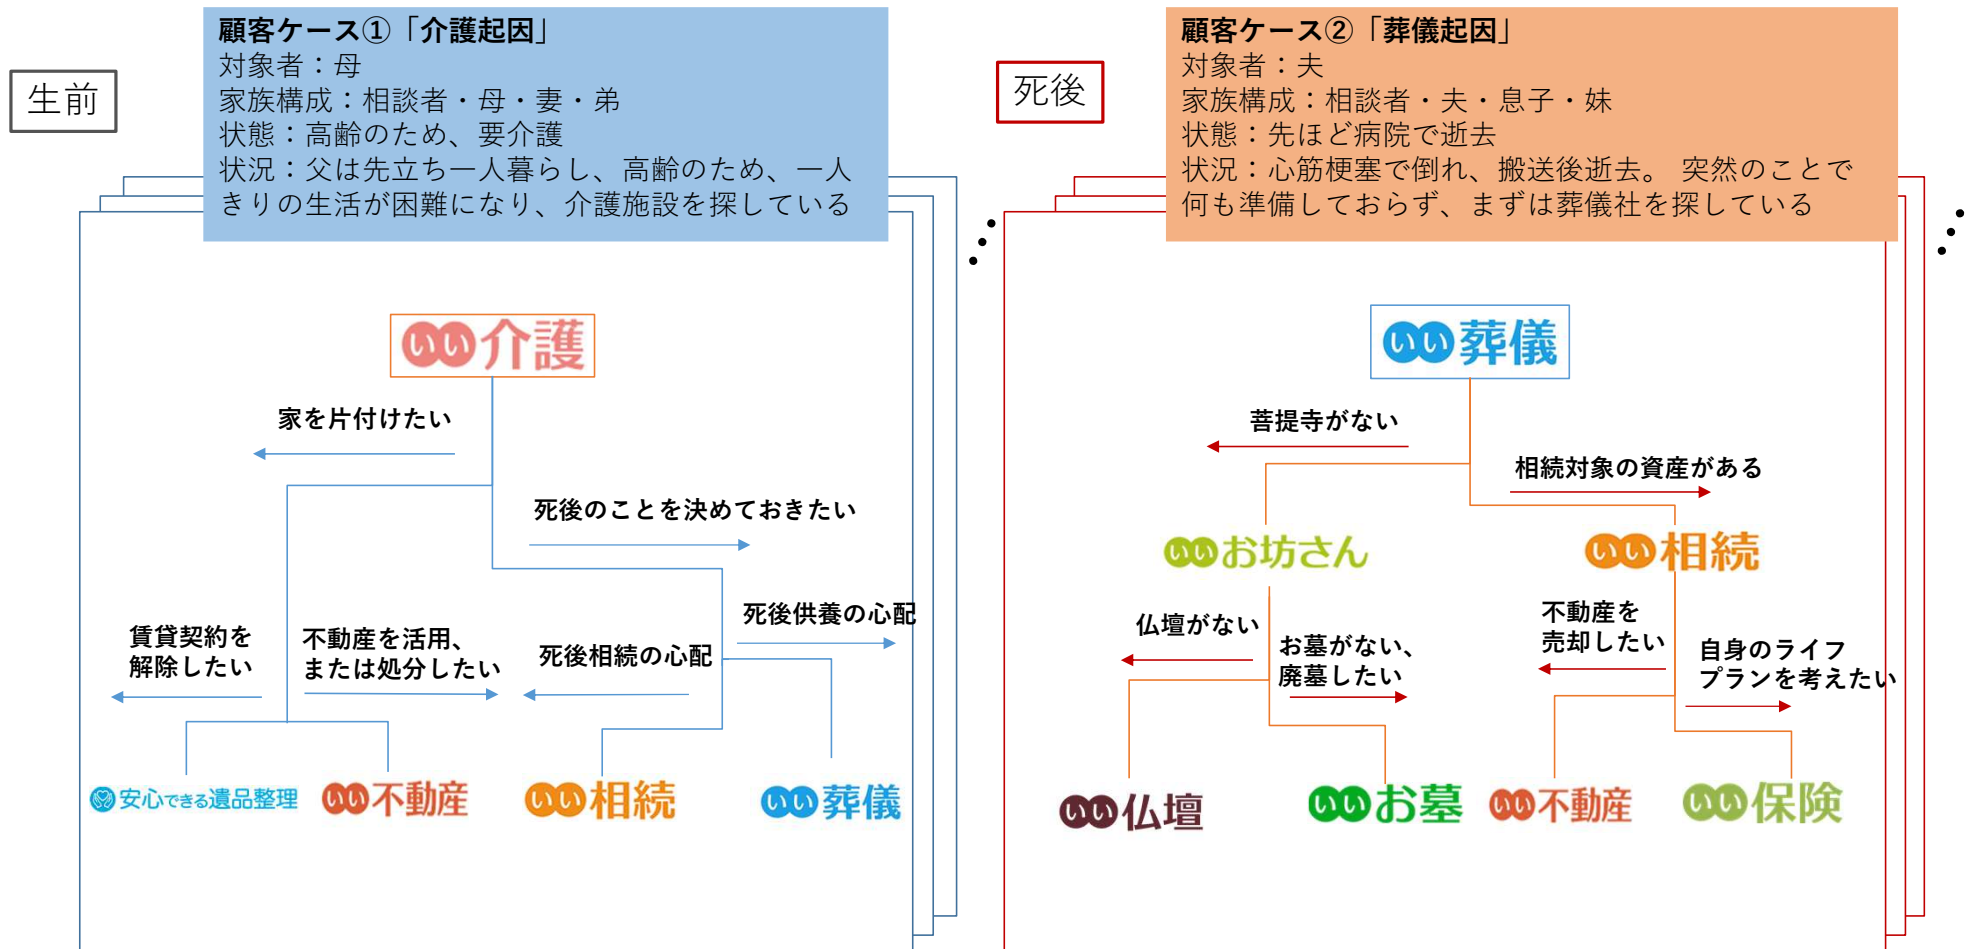 生前
顧客ケース①「介護起因」
対象者：母
家族構成：相談者・母・妻・弟
状態：高齢のため、要介護
状況：父は先立ち一人暮らし、高齢のため、一人
きりの生活が困難になり、介護施設を探している
いい介護
家を片付けたい
死後のことを決めておきたい
賃貸契約を
解除したい
不動産を活用、
または処分したい
死後相続の心配
死後供養の心配
安心できる遺品整理
いい不動産
いい相続
いい葬儀
死後
顧客ケース②「葬儀起因」
対象者：夫
家族構成：相談者・夫・息子・妹
状態：先ほど病院で逝去
状況：心筋梗塞で倒れ、搬送後逝去。 突然のことで
何も準備しておらず、まずは葬儀社を探している
いい葬儀
菩提寺がない
相続対象の資産がある
いいお坊さん
いい相続
仏壇がない
お墓がない、
廃墓したい
不動産を
売却したい
自身のライフ
プランを考えたい
いい仏壇
いいお墓
いい不動産
いい保険